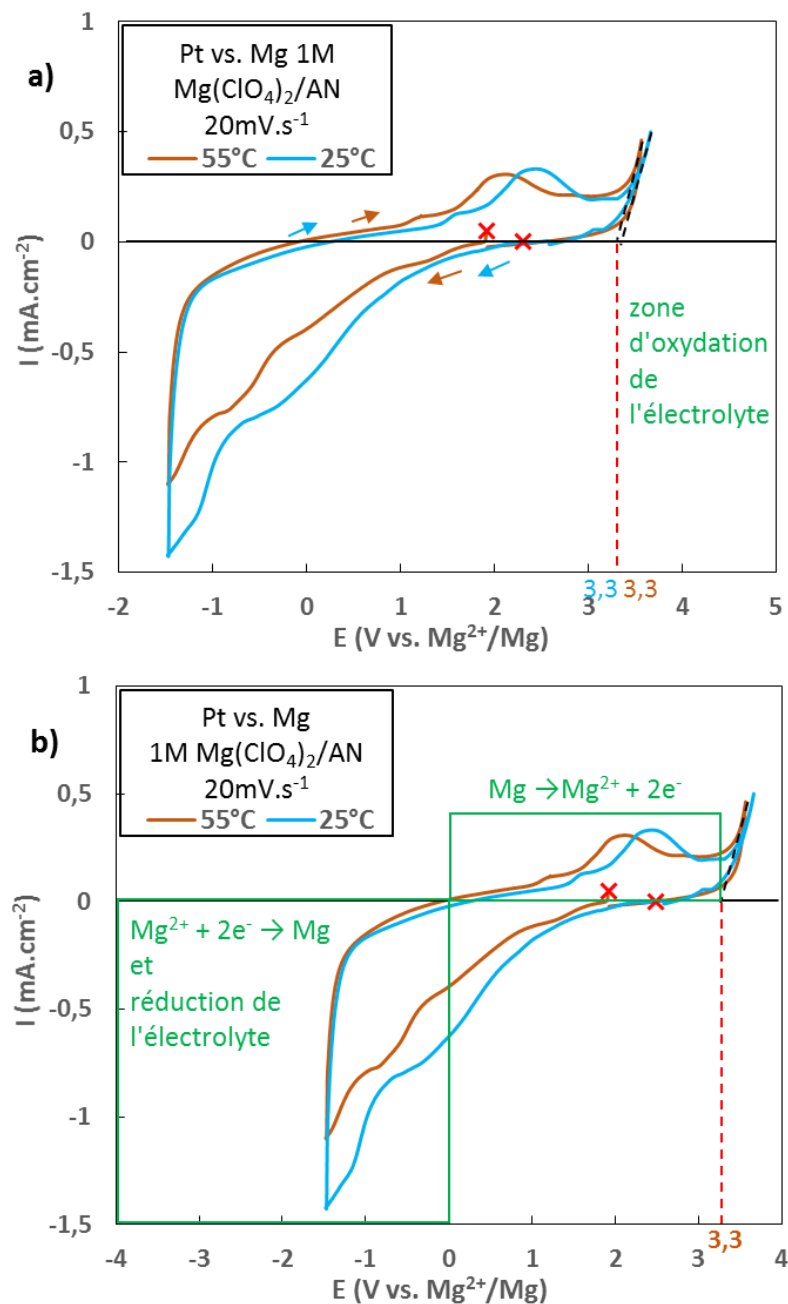 a)
Pt vs. Mg 1M
Mg(ClO4)2/AN
20mV.s-1
55°C 25°C
1
0,5
0
-0,5
-1
-1,5
I (mA.cm-2)
zone
d'oxydation
de
l'électrolyte
3,3 3,3
-2 -1 0 1 2 3 4 5
E (V vs. Mg2+/Mg)
b)
Pt vs. Mg
1M Mg(ClO4)2/AN
20mV.s-1
55°C 25°C
1
0,5
0
-0,5
-1
-1,5
I (mA.cm-2)
Mg →Mg2+ + 2e-
Mg2+ + 2e- → Mg
et
réduction de
l'électrolyte
3,3
-4 -3 -2 -1 0 1 2 3 4
E (V vs. Mg2+/Mg)